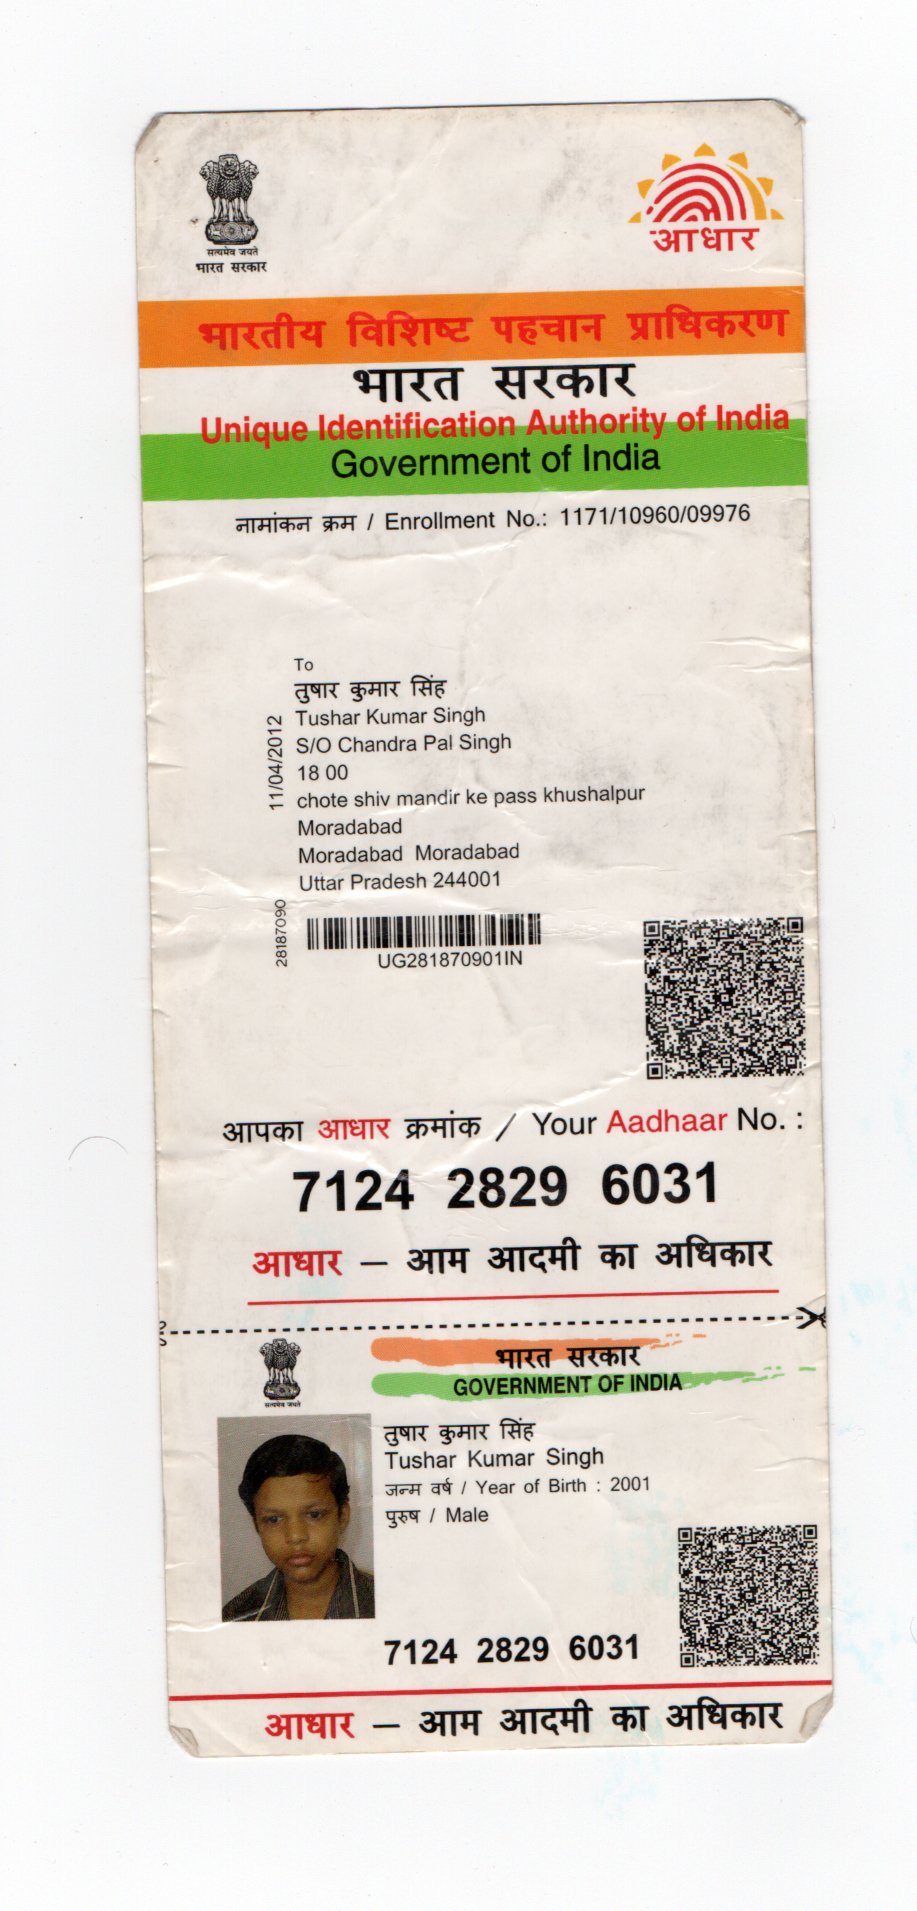 सत्यमेव जयते
भारत सरकार
आधार
भारतीय विशिष्ट पहचान प्राधिकरण
भारत सरकार
Unique Identification Authority of India
Government of India
नामांकन क्रम / Enrollment No.: 1171/10960/09976
To
तुषार कुमार सिंह
Tushar Kumar Singh
S/O Chandra Pal Singh
18 00
chote shiv mandir ke pass khushalpur
Moradabad
Moradabad Moradabad
Uttar Pradesh 244001
11/04/2012
28187090
UG281870901IN
आपका आधार क्रमांक / Your Aadhaar No. :
7124 2829 6031
आधार – आम आदमी का अधिकार
सत्यमेव जयते
भारत सरकार
GOVERNMENT OF INDIA
तुषार कुमार सिंह
Tushar Kumar Singh
जन्म वर्ष / Year of Birth : 2001
पुरुष / Male
7124 2829 6031
आधार – आम आदमी का अधिकार